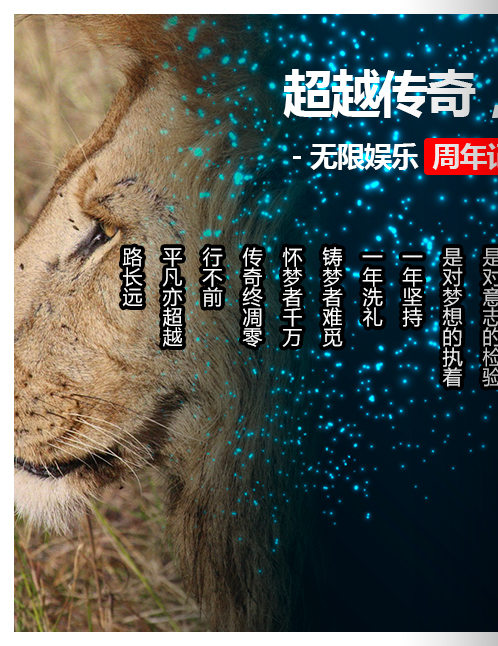 超越传奇
- 无限娱乐 周年
是对意志的检验
是对梦想的执着
一年坚持
一年洗礼
铸梦者难觅
怀梦者千万
传奇终凋零
行不前
平凡亦超越
路长远